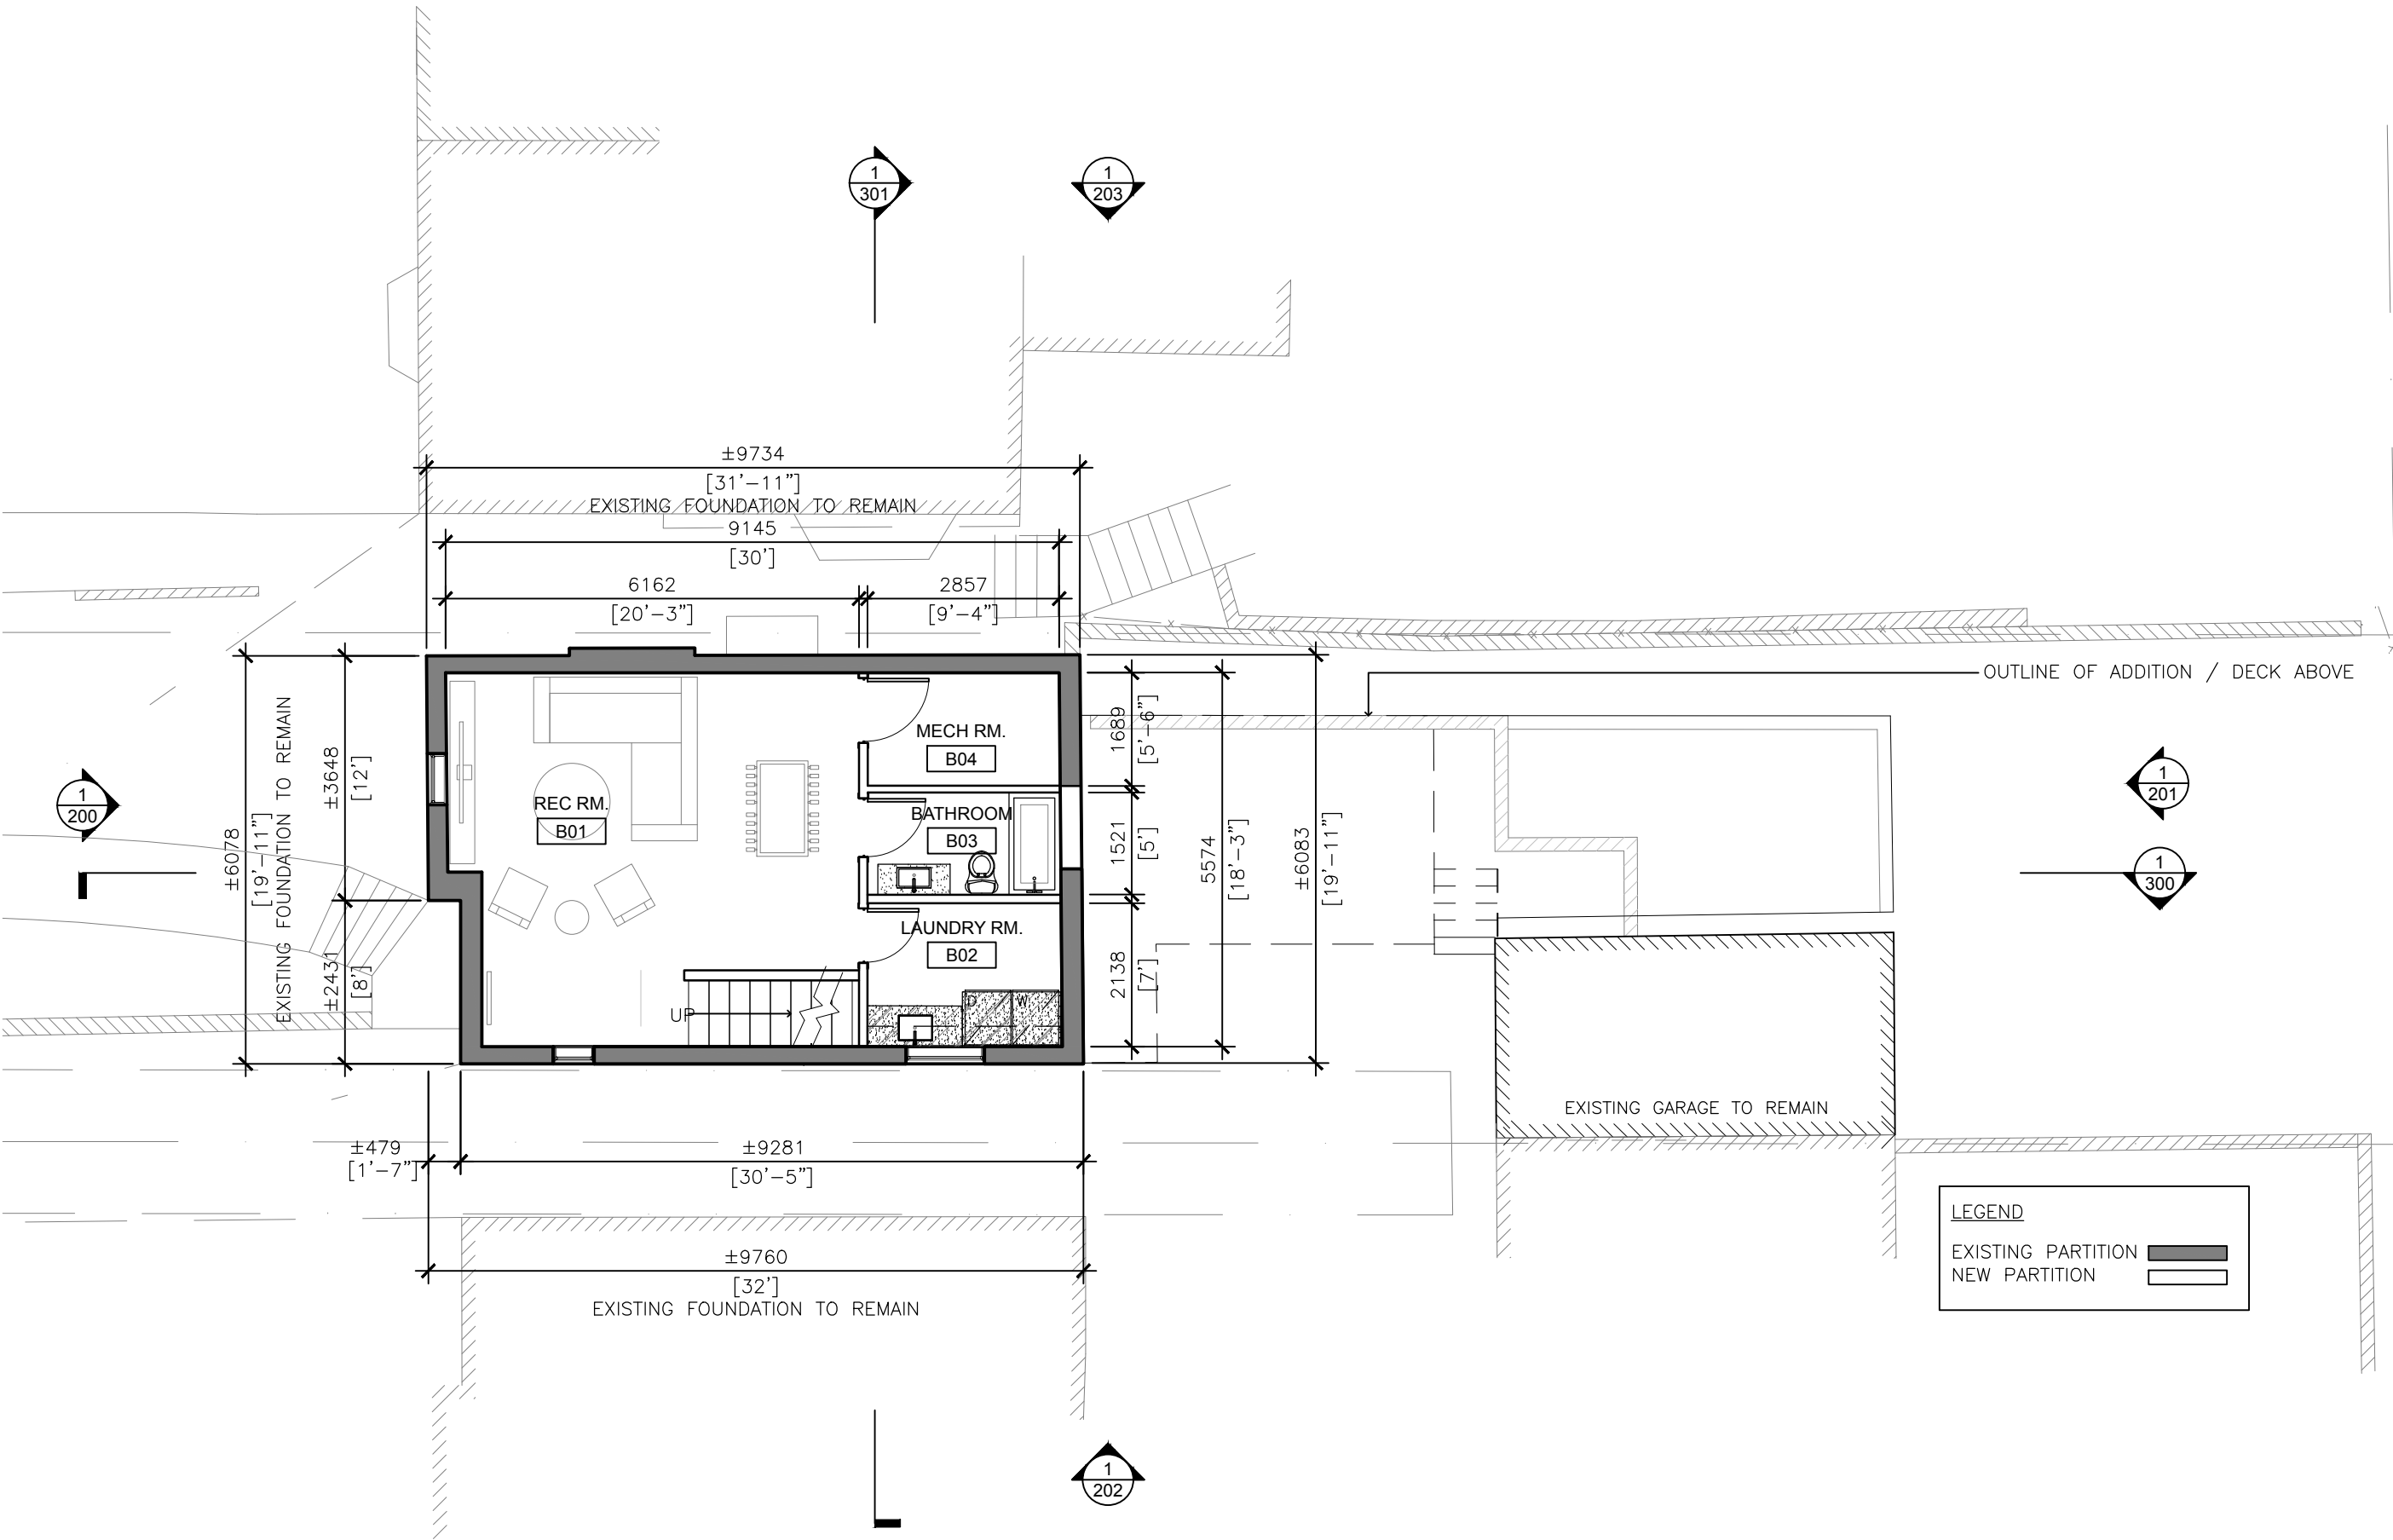 1
301
1
203
±9734
[31'-11"]
EXISTING FOUNDATION TO REMAIN
9145
[30']
6162
[20'-3"]
2857
[9'-4"]
OUTLINE OF ADDITION / DECK ABOVE
±6078
[19'-11"]
EXISTING FOUNDATION TO REMAIN
±3648
[12']
±2431
[8']
1
200
MECH RM.
B04
REC RM.
B01
BATHROOM
B03
LAUNDRY RM.
B02
D
W
UP
1689
[5'-6"]
1521
[5']
2138
[7']
5574
[18'-3"]
±6083
[19'-11"]
1
201
1
300
EXISTING GARAGE TO REMAIN
±479
[1'-7"]
±9281
[30'-5"]
±9760
[32']
EXISTING FOUNDATION TO REMAIN
LEGEND
EXISTING PARTITION
NEW PARTITION
1
202